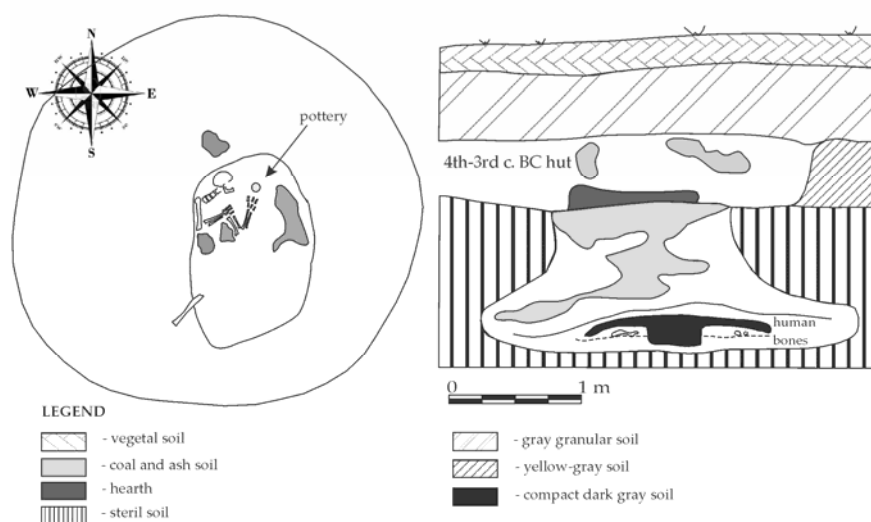 N
W
E
S
pottery
4th-3rd c. BC hut
human
bones
0 1 m
LEGEND
- vegetal soil
- coal and ash soil
- hearth
- steril soil
- gray granular soil
- yellow-gray soil
- compact dark gray soil